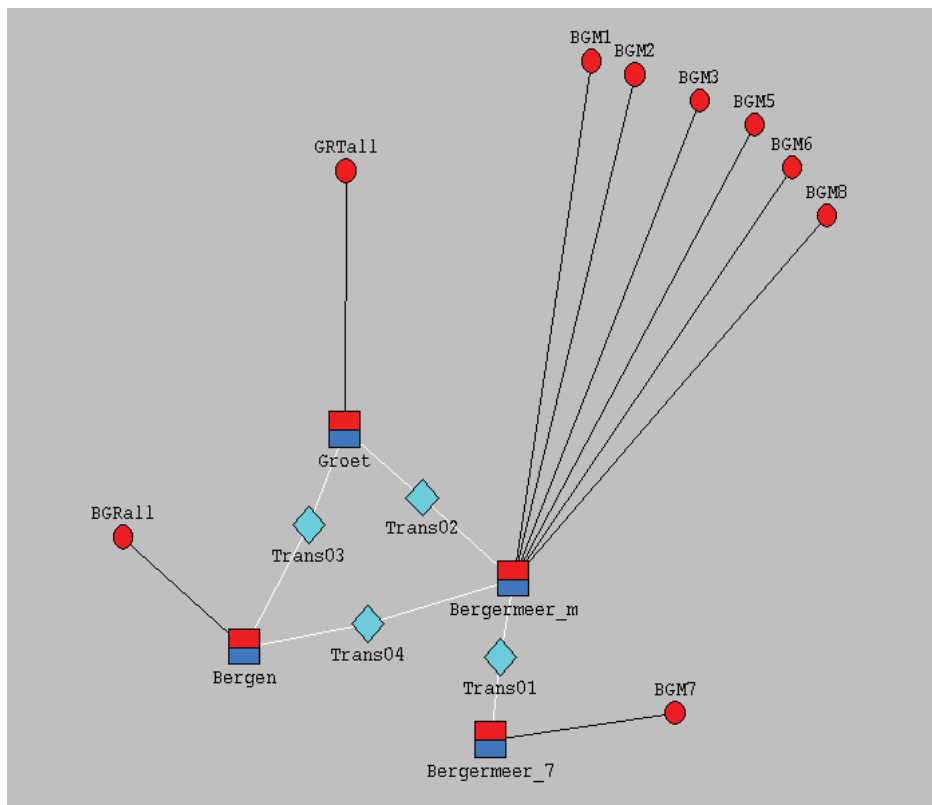 BGM1
BGM2
BGM3
BGM5
BGM6
BGM8
GRTall
Groet
Trans02
BGRall
Trans03
Bergermeer_m
Trans04
Bergen
Trans01
BGM7
Bergermeer_7